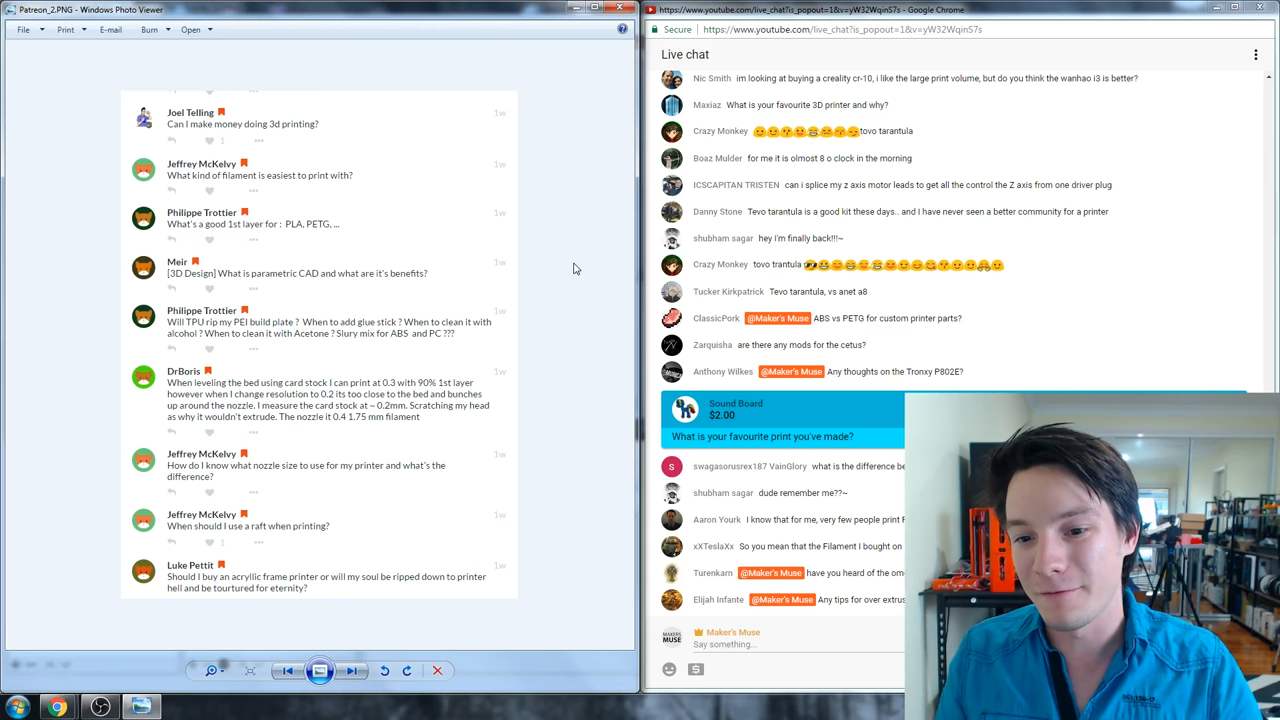 Patreon_2.PNG - Windows Photo Viewer
File Print E-mail Burn Open
Joel Telling 1w
Can I make money doing 3d printing?
1
Jeffrey McKelvy 1w
What kind of filament is easiest to print with?
Philippe Trottier 1w
What's a good 1st layer for : PLA, PETG, ...
Meir 1w
[3D Design] What is parametric CAD and what are it's benefits?
Philippe Trottier 1w
Will TPU rip my PEI build plate ? When to add glue stick ? When to clean it with
alcohol ? When to clean it with Acetone ? Slury mix for ABS and PC ???
DrBoris 1w
When leveling the bed using card stock I can print at 0.3 with 90% 1st layer
however when I change resolution to 0.2 its too close to the bed and bunches
up around the nozzle. I measure the card stock at ~ 0.2mm. Scratching my head
as why it wouldn't extrude. The nozzle it 0.4 1.75 mm filament
Jeffrey McKelvy 1w
How do I know what nozzle size to use for my printer and what's the
difference?
Jeffrey McKelvy 1w
When should I use a raft when printing?
1
Luke Pettit 1w
Should I buy an acryllic frame printer or will my soul be ripped down to printer
hell and be tourtured for eternity?
https://www.youtube.com/live_chat?is_popout=1&v=yW32WqinS7s - Google Chrome
Secure https://www.youtube.com/live_chat?is_popout=1&v=yW32WqinS7s
Live chat
Nic Smith im looking at buying a creality cr-10, i like the large print volume, but do you think the wanhao i3 is better?
Maxiaz What is your favourite 3D printer and why?
Crazy Monkey tovo tarantula
Boaz Mulder for me it is olmost 8 o clock in the morning
ICSCAPITAN TRISTEN can i splice my z axis motor leads to get all the control the Z axis from one driver plug
Danny Stone Tevo tarantula is a good kit these days.. and I have never seen a better community for a printer
shubham sagar hey I'm finally back!!!~
Crazy Monkey tovo trantula
Tucker Kirkpatrick Tevo tarantula, vs anet a8
ClassicPork @Maker's Muse ABS vs PETG for custom printer parts?
Zarquisha are there any mods for the cetus?
Anthony Wilkes @Maker's Muse Any thoughts on the Tronxy P802E?
Sound Board
$2.00
What is your favourite print you've made?
S swagasorusrex187 VainGlory what is the difference be
shubham sagar dude remember me??~
Aaron Yourk I know that for me, very few people print
xXTeslaXx So you mean that the Filament I bought on
Turenkarn @Maker's Muse have you heard of the ome
Elijah Infante @Maker's Muse Any tips for over extrus
MAKERS MUSE Maker's Muse
Say something...